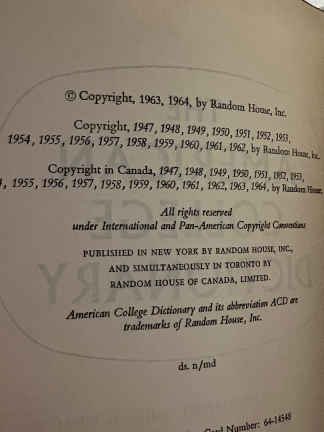 © Copyright, 1963, 1964, by Random House, Inc.
Copyright, 1947, 1948, 1949, 1950, 1951, 1952, 1953,
1954, 1955, 1956, 1957, 1958, 1959, 1960, 1961, 1962, by Random House, Inc.
Copyright in Canada, 1947, 1948, 1949, 1950, 1951, 1952, 1953,
, 1955, 1956, 1957, 1958, 1959, 1960, 1961, 1962, 1963, 1964, by Random House
All rights reserved
under International and Pan-American Copyright Conventions
PUBLISHED IN NEW YORK BY RANDOM HOUSE, INC.,
AND SIMULTANEOUSLY IN TORONTO BY
RANDOM HOUSE OF CANADA, LIMITED.
American College Dictionary and its abbreviation ACD are
trademarks of Random House, Inc.
ds. n/md
Card Number: 64-14548